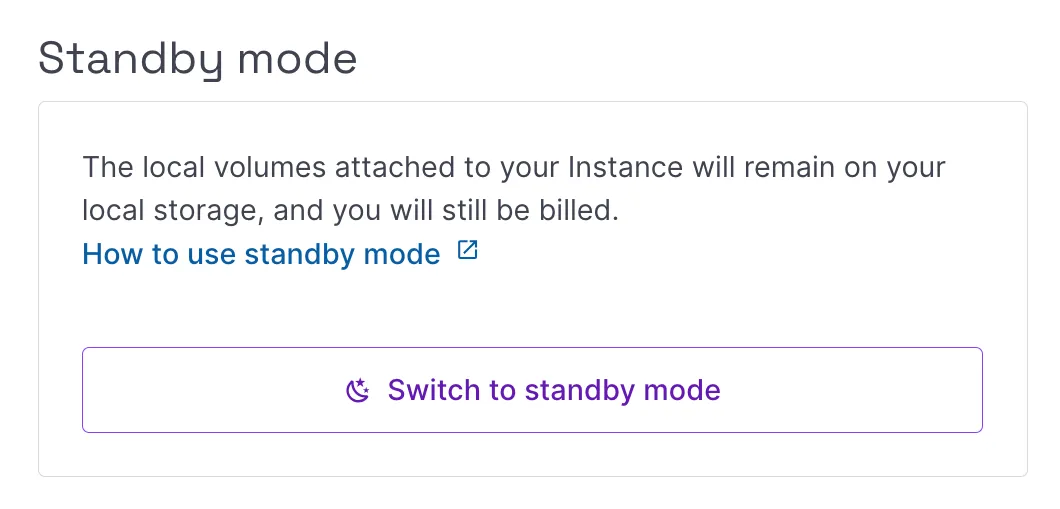 Standby mode
The local volumes attached to your Instance will remain on your
local storage, and you will still be billed.
How to use standby mode
Switch to standby mode